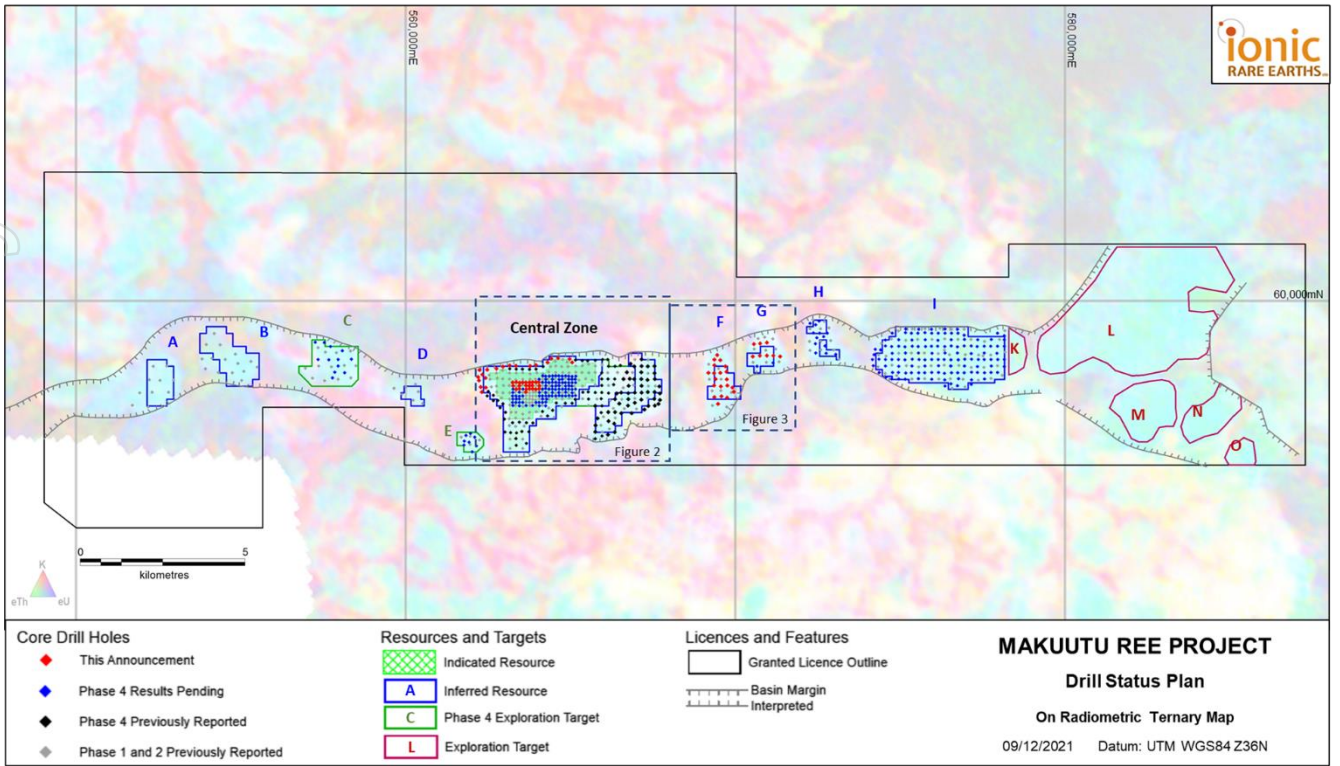 560,000mE
580,000mE
ionic
RARE EARTHS
60,000mN
H
I
F
G
C
B
A
D
Central Zone
K
L
M
N
O
E
Figure 2
Figure 3
0 5
kilometres
K
eTh eU
Core Drill Holes
This Announcement
Phase 4 Results Pending
Phase 4 Previously Reported
Phase 1 and 2 Previously Reported
Resources and Targets
Indicated Resource
A Inferred Resource
C Phase 4 Exploration Target
L Exploration Target
Licences and Features
Granted Licence Outline
Basin Margin
Interpreted
MAKUUTU REE PROJECT
Drill Status Plan
On Radiometric Ternary Map
09/12/2021 Datum: UTM WGS84 Z36N